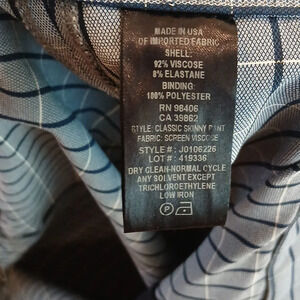 MADE IN USA
OF IMPORTED FABRIC
SHELL:
92% VISCOSE
8% ELASTANE
BINDING:
100% POLYESTER
RN 98406
CA 39862
STYLE: CLASSIC SKINNY PANT
FABRIC: SCREEN VISCOSE
STYLE #: J0106226
LOT #: 419336
DRY CLEAN-NORMAL CYCLE
ANY SOLVENT EXCEPT
TRICHLOROETHYLENE
LOW IRON